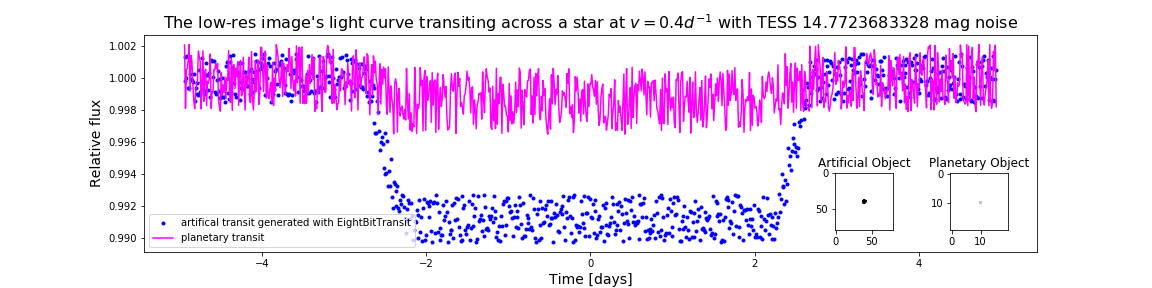 The low-res image's light curve transiting across a star at v = 0.4d⁻¹ with TESS 14.7723683328 mag noise
Relative flux
1.002
1.000
0.998
0.996
0.994
0.992
0.990
artifical transit generated with EightBitTransit
planetary transit
Artificial Object
0
50
0
50
Planetary Object
0
10
0
10
−4
−2
0
2
4
Time [days]